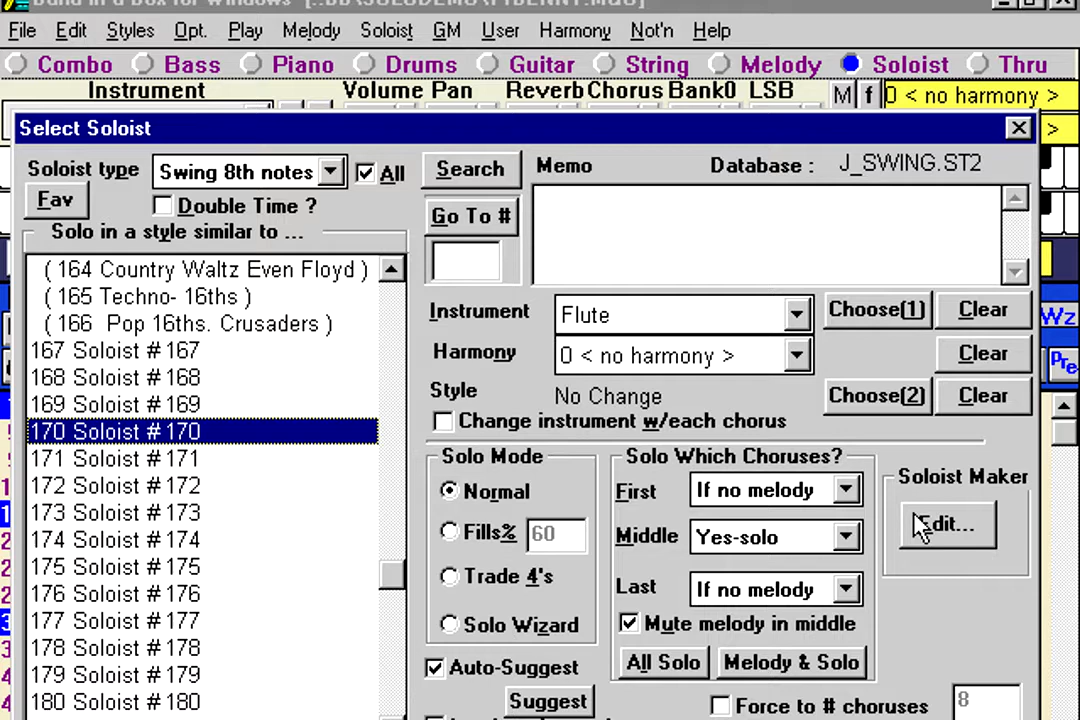 File Edit Styles Opt. Play Melody Soloist GM User Harmony Not'n Help
Combo Bass Piano Drums Guitar String Melody Soloist Thru
Instrument Volume Pan Reverb Chorus Bank0 LSB M f 0 < no harmony >
Select Soloist
Soloist type Swing 8th notes All Search Memo Database : J_SWING.ST2
Fav Double Time ? Go To #
Solo in a style similar to ...
( 164 Country Waltz Even Floyd )
( 165 Techno- 16ths )
( 166 Pop 16ths. Crusaders )
167 Soloist # 167
168 Soloist # 168
169 Soloist # 169
170 Soloist # 170
171 Soloist # 171
172 Soloist # 172
173 Soloist # 173
174 Soloist # 174
175 Soloist # 175
176 Soloist # 176
177 Soloist # 177
178 Soloist # 178
179 Soloist # 179
180 Soloist # 180
Instrument Flute Choose(1) Clear
Harmony 0 < no harmony > Clear
Style No Change Choose(2) Clear
Change instrument w/each chorus
Solo Mode
Normal
Fills% 60
Trade 4's
Solo Wizard
Auto-Suggest
Suggest
Solo Which Choruses?
First If no melody
Middle Yes-solo
Last If no melody
Mute melody in middle
All Solo Melody & Solo
Force to # choruses 8
Soloist Maker
Edit...
Wz